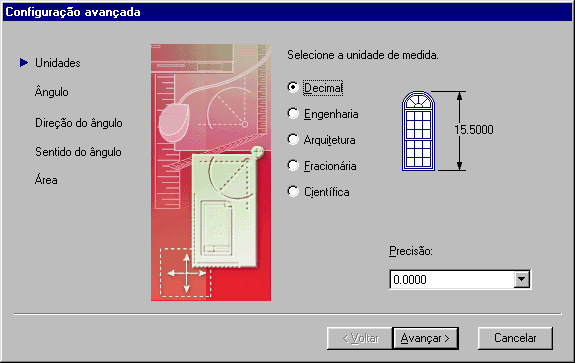 Configuração avançada
Unidades
Ângulo
Direção do ângulo
Sentido do ângulo
Área
Selecione a unidade de medida.
Decimal
Engenharia
Arquitetura
Fracionária
Científica
15.5000
Precisão:
0.0000
< Voltar
Avançar >
Cancelar